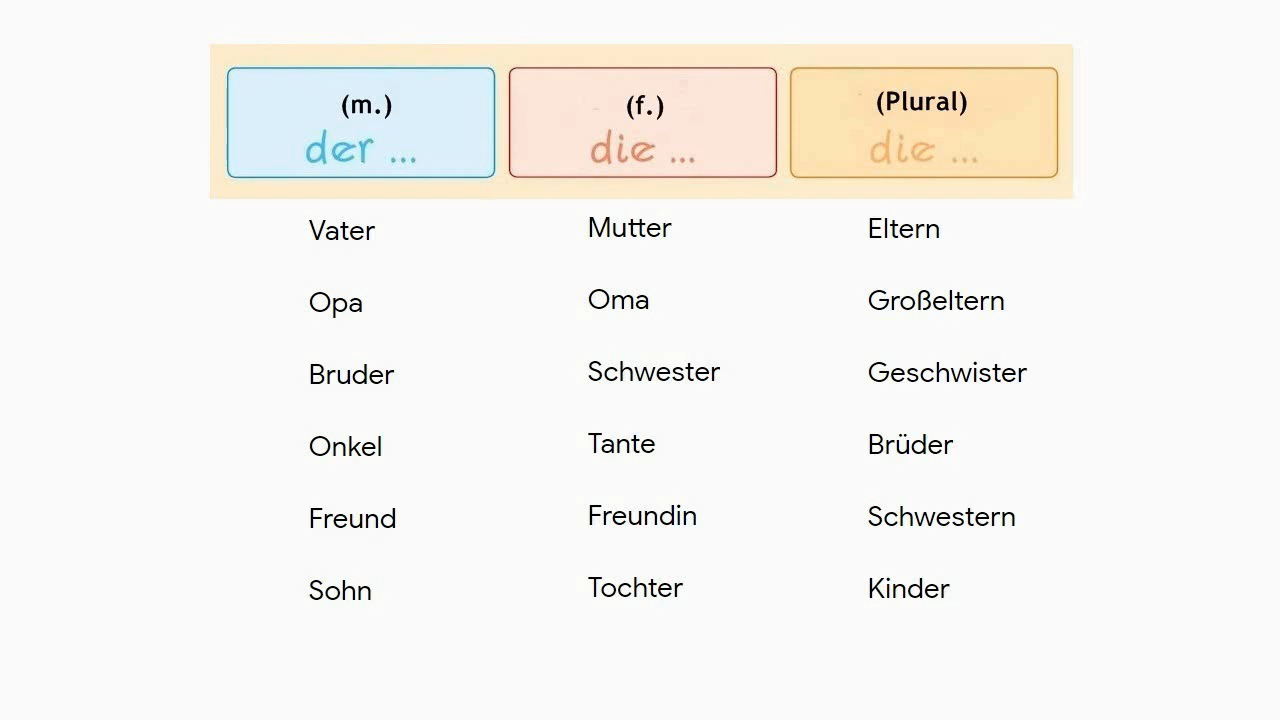 (m.) (f.) (Plural)
der ... die ... die ...
Vater Mutter Eltern
Opa Oma Großeltern
Bruder Schwester Geschwister
Onkel Tante Brüder
Freund Freundin Schwestern
Sohn Tochter Kinder